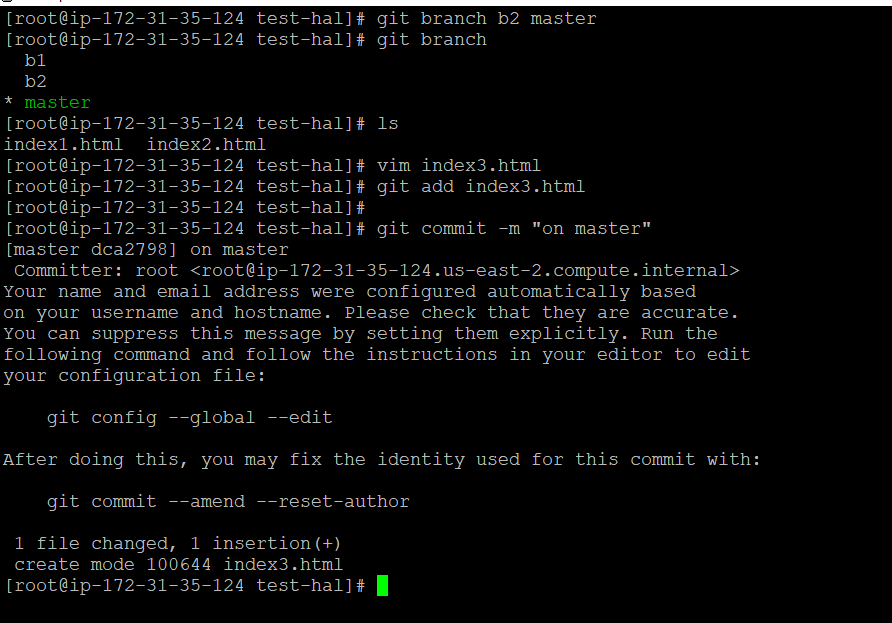 [root@ip-172-31-35-124 test-hal]# git branch b2 master
[root@ip-172-31-35-124 test-hal]# git branch
  b1
  b2
* master
[root@ip-172-31-35-124 test-hal]# ls
index1.html  index2.html
[root@ip-172-31-35-124 test-hal]# vim index3.html
[root@ip-172-31-35-124 test-hal]# git add index3.html
[root@ip-172-31-35-124 test-hal]#
[root@ip-172-31-35-124 test-hal]# git commit -m "on master"
[master dca2798] on master
 Committer: root <root@ip-172-31-35-124.us-east-2.compute.internal>
Your name and email address were configured automatically based
on your username and hostname. Please check that they are accurate.
You can suppress this message by setting them explicitly. Run the
following command and follow the instructions in your editor to edit
your configuration file:

    git config --global --edit

After doing this, you may fix the identity used for this commit with:

    git commit --amend --reset-author

 1 file changed, 1 insertion(+)
 create mode 100644 index3.html
[root@ip-172-31-35-124 test-hal]#